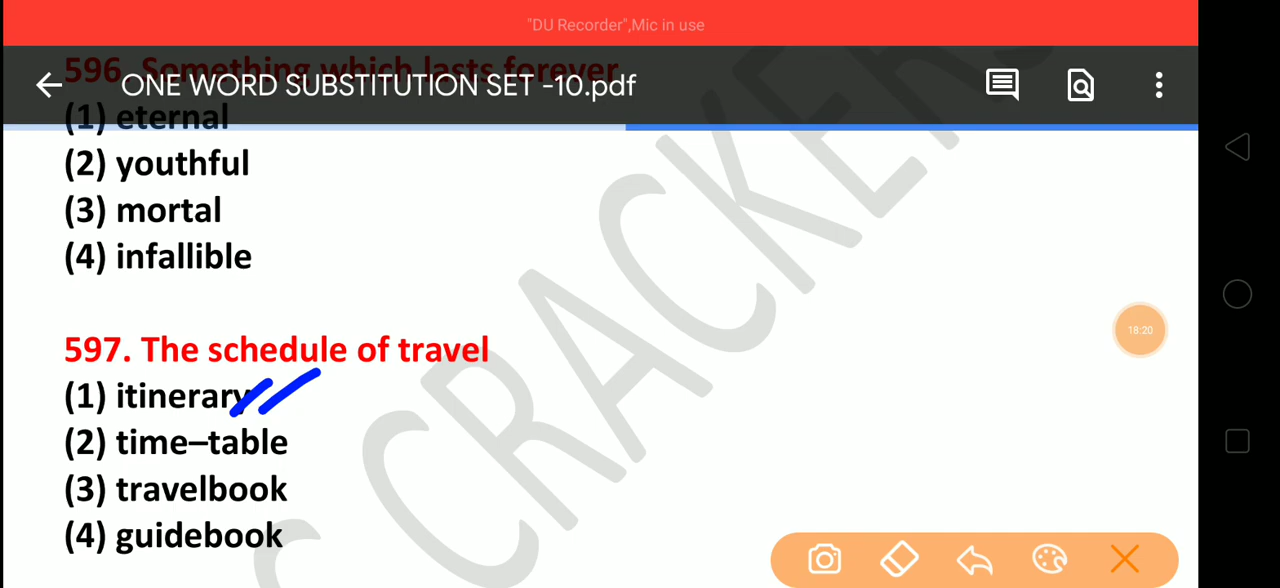 "DU Recorder",Mic in use
596. Something which lasts forever
ONE WORD SUBSTITUTION SET -10.pdf
(1) eternal
(2) youthful
(3) mortal
(4) infallible
597. The schedule of travel
(1) itinerary
(2) time–table
(3) travelbook
(4) guidebook
18:20
CRACKERS